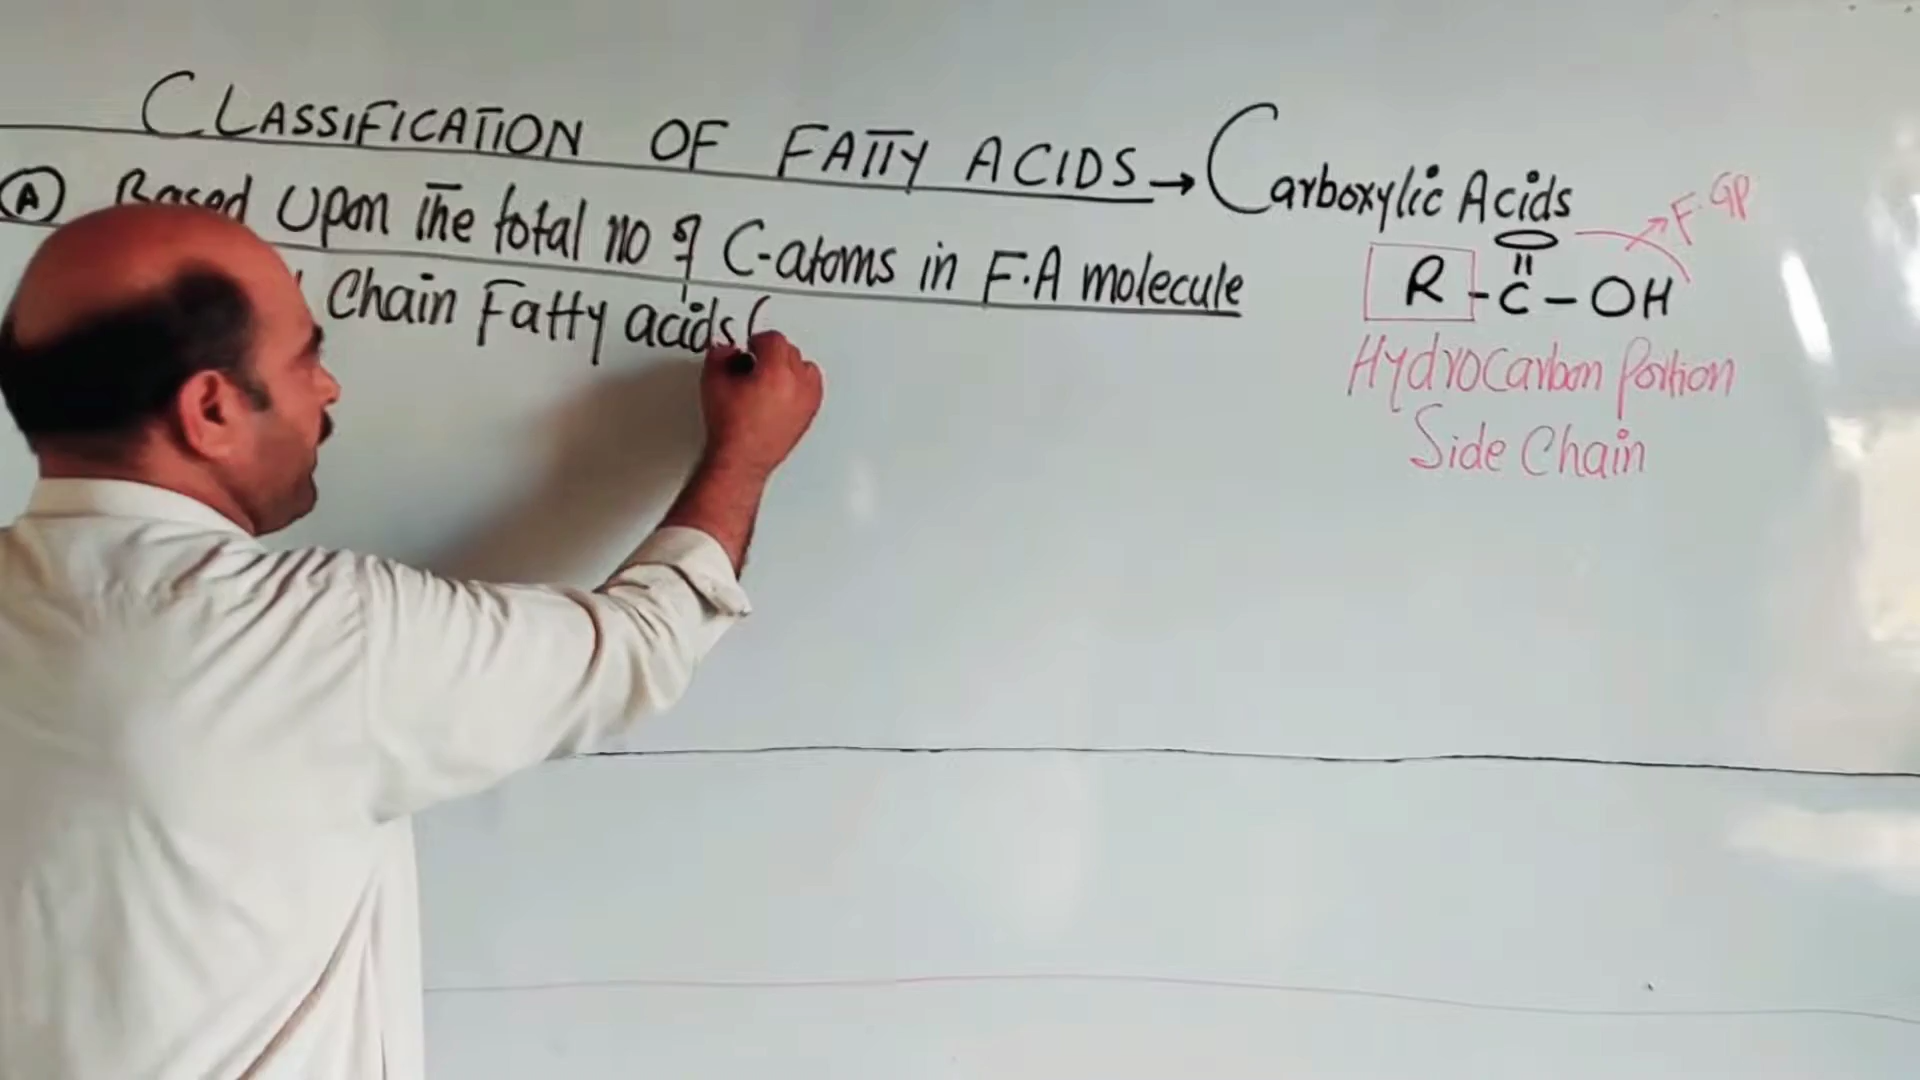 CLASSIFICATION OF FATTY ACIDS → Carboxylic Acids
(A) Based Upon The total no of C-atoms in F.A molecule
Chain Fatty acids (
F. GP
O
=
R - C - OH
HydroCarbon Portion
Side Chain